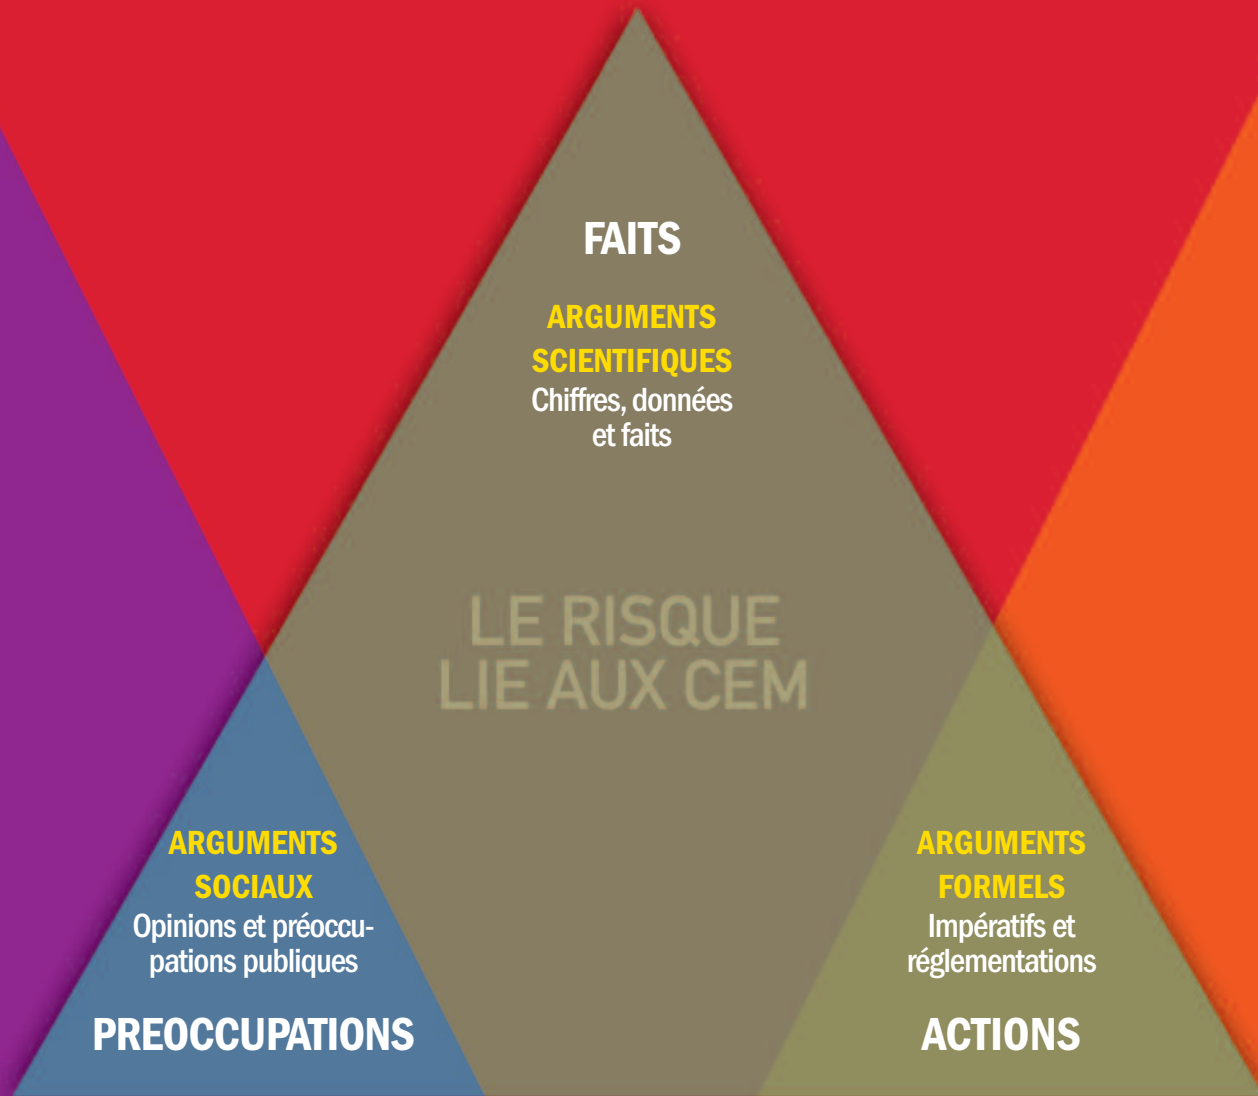 FAITS
ARGUMENTS
SCIENTIFIQUES
Chiffres, données
et faits
LE RISQUE
LIE AUX CEM
ARGUMENTS
SOCIAUX
Opinions et préoccu-
pations publiques
PREOCCUPATIONS
ARGUMENTS
FORMELS
Impératifs et
réglementations
ACTIONS